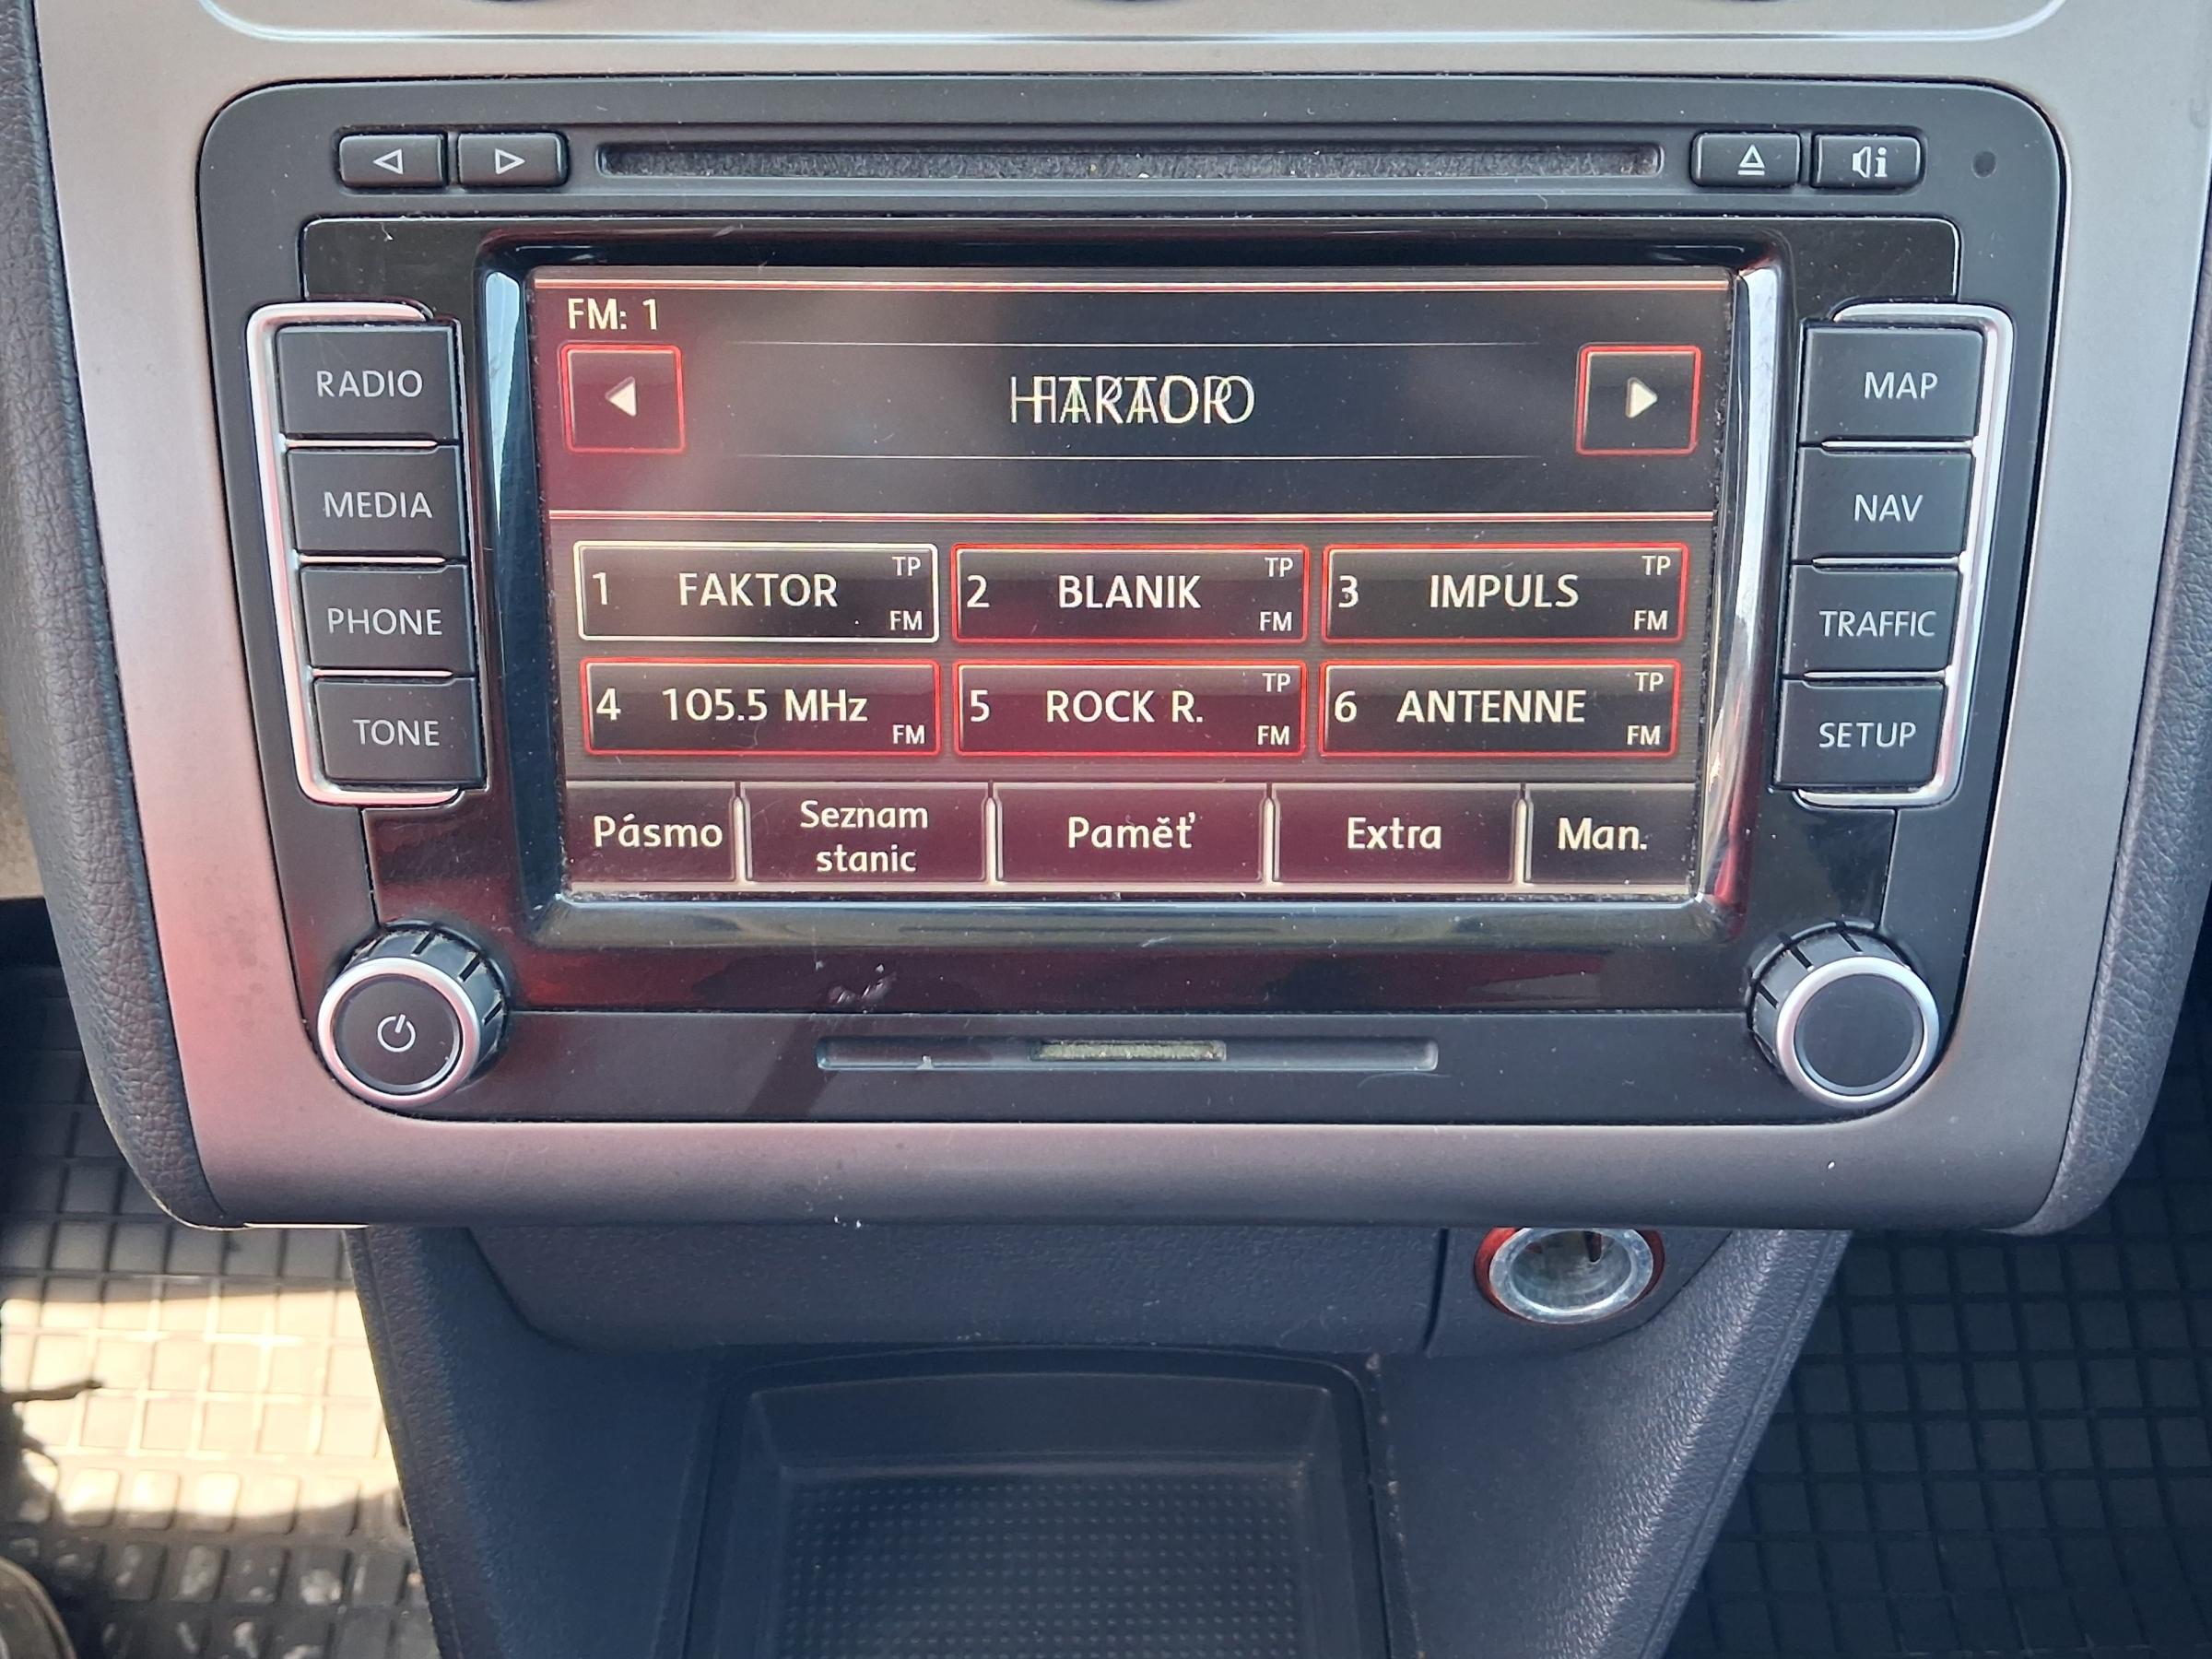 FM: 1
1 FAKTOR TP FM
2 BLANIK TP FM
3 IMPULS TP FM
4 105.5 MHz FM
5 ROCK R. TP FM
6 ANTENNE TP FM
Pásmo
Seznam
stanic
Paměť
Extra
Man.
RADIO
MEDIA
PHONE
TONE
MAP
NAV
TRAFFIC
SETUP